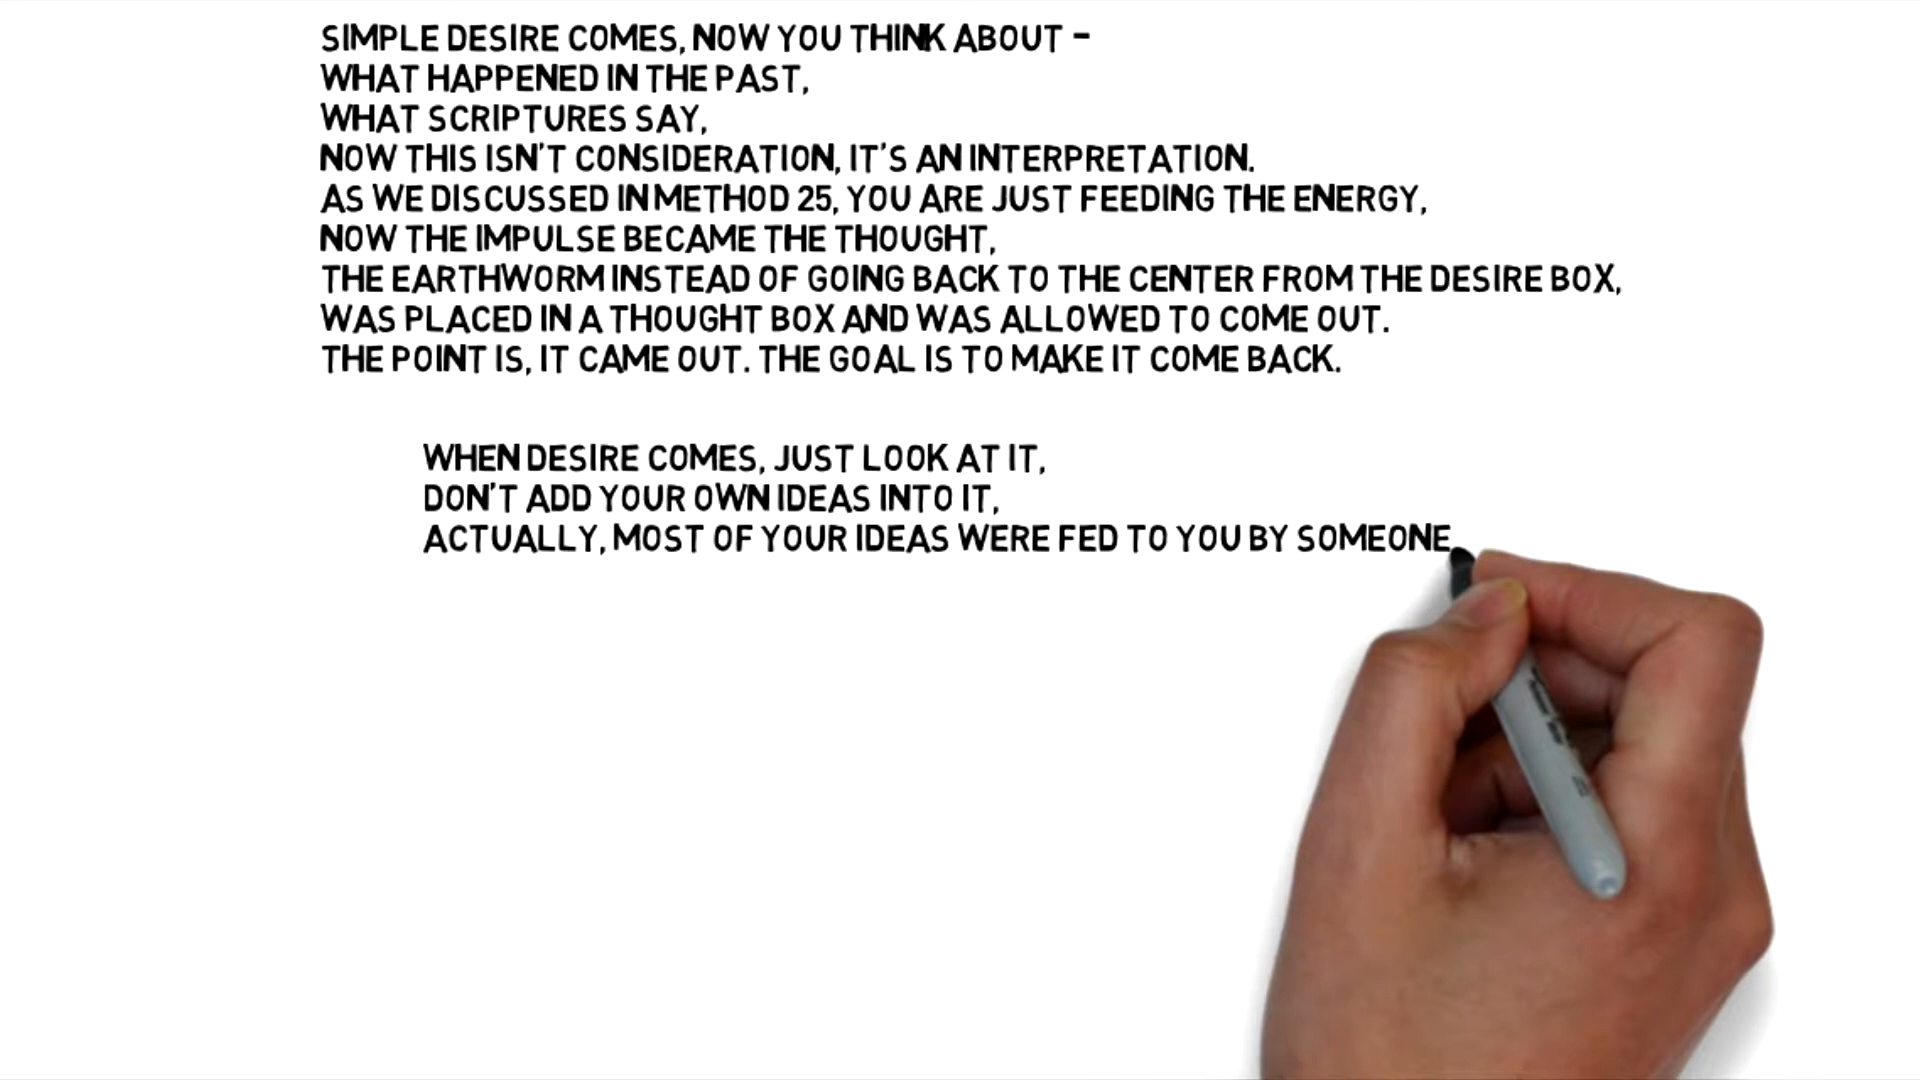 SIMPLE DESIRE COMES, NOW YOU THINK ABOUT -
WHAT HAPPENED IN THE PAST,
WHAT SCRIPTURES SAY,
NOW THIS ISN'T CONSIDERATION, IT'S AN INTERPRETATION.
AS WE DISCUSSED IN METHOD 25, YOU ARE JUST FEEDING THE ENERGY,
NOW THE IMPULSE BECAME THE THOUGHT,
THE EARTHWORM INSTEAD OF GOING BACK TO THE CENTER FROM THE DESIRE BOX,
WAS PLACED IN A THOUGHT BOX AND WAS ALLOWED TO COME OUT.
THE POINT IS, IT CAME OUT. THE GOAL IS TO MAKE IT COME BACK.
WHEN DESIRE COMES, JUST LOOK AT IT,
DON'T ADD YOUR OWN IDEAS INTO IT,
ACTUALLY, MOST OF YOUR IDEAS WERE FED TO YOU BY SOMEONE